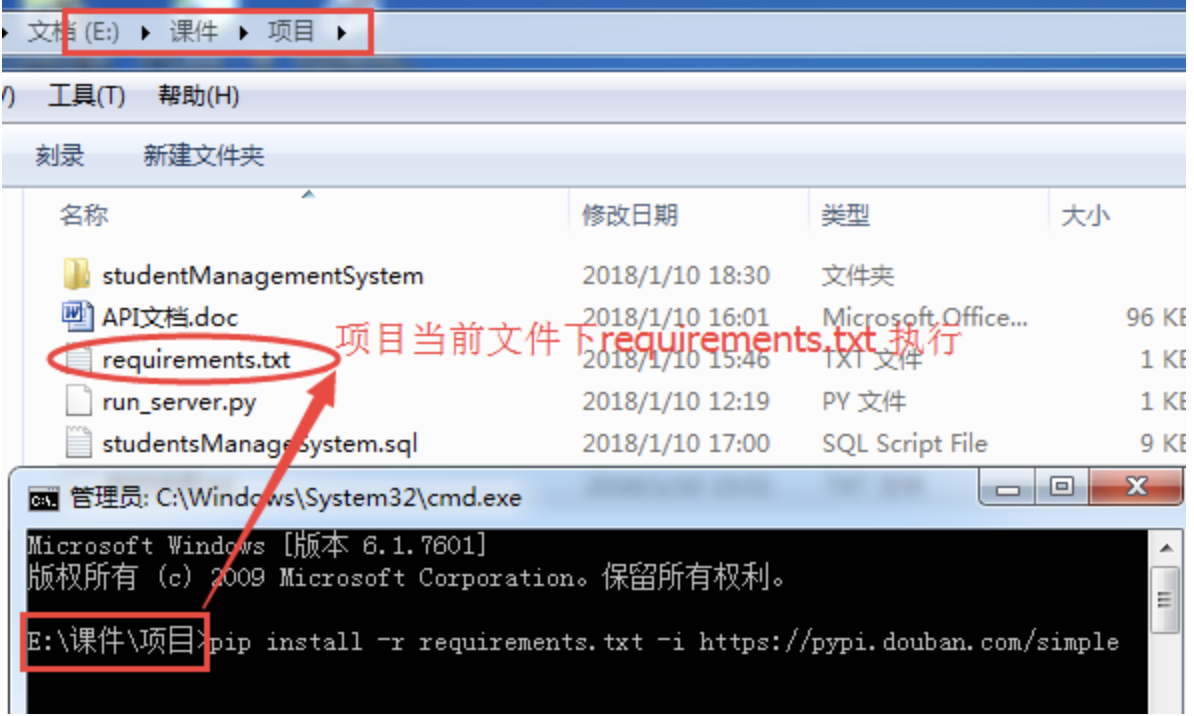 文档 (E:) ▶ 课件 ▶ 项目 ▶
) 工具(T) 帮助(H)
刻录 新建文件夹
名称 修改日期 类型 大小
studentManagementSystem 2018/1/10 18:30 文件夹
API文档.doc 2018/1/10 16:01 Microsoft Office... 96 KB
项目当前文件下requirements.txt 执行
requirements.txt 2018/1/10 15:46 TXT 文件 1 KB
run_server.py 2018/1/10 12:19 PY 文件 1 KB
studentsManageSystem.sql 2018/1/10 17:00 SQL Script File 9 KB
管理员: C:\Windows\System32\cmd.exe
Microsoft Windows [版本 6.1.7601]
版权所有 (c) 2009 Microsoft Corporation。保留所有权利。
E:\课件\项目>pip install -r requirements.txt -i https://pypi.douban.com/simple